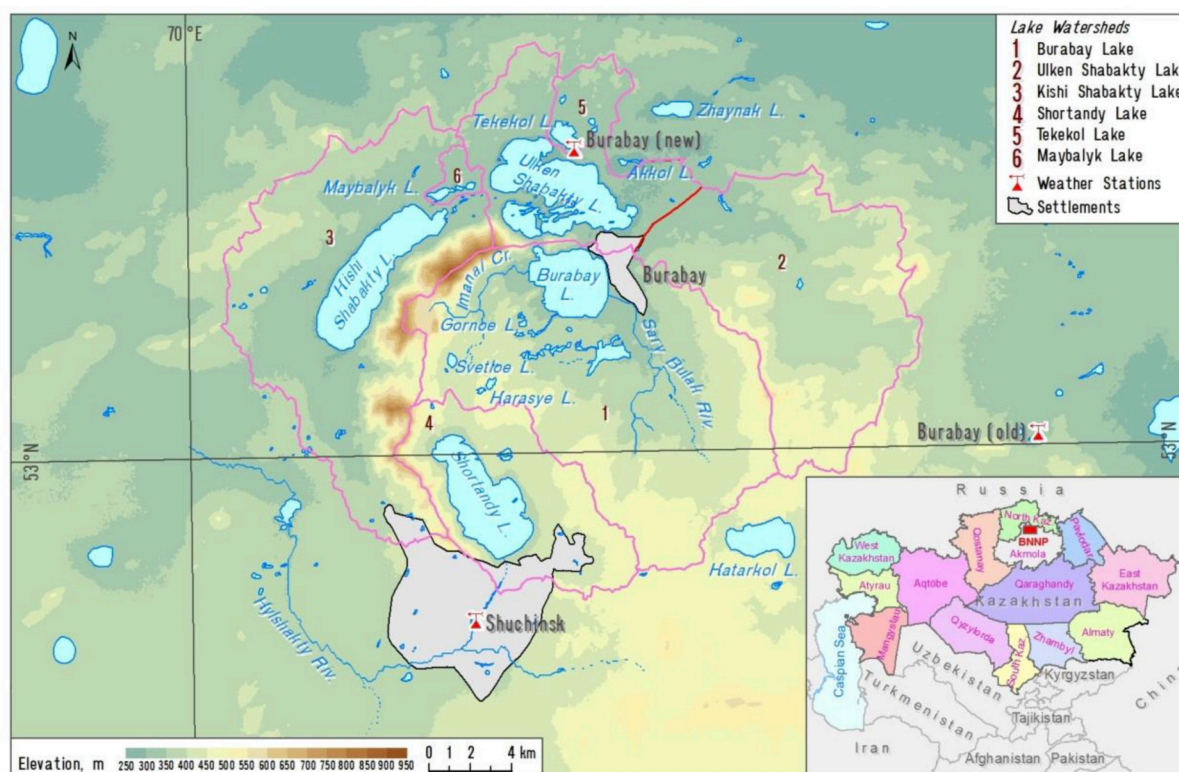 70 °E
N
Lake Watersheds
1 Burabay Lake
2 Ulken Shabakty Lake
3 Kishi Shabakty Lake
4 Shortandy Lake
5 Tekekol Lake
6 Maybalyk Lake
Weather Stations
Settlements
5
Zhaynak L.
Tekekol L.
Burabay (new)
Ulken
Shabakty L.
Akkol L.
6
Maybalyk L.
3
Kishi
Shabakty L.
Imanai Cr.
Burabay
L.
Burabay
2
Gornoe L.
Sary Bulak Riv.
Svetloe L.
Harasye L.
1
4
Burabay (old)
53°N
53°N
Shortandy L.
Hatarkol L.
Kylshakty Riv.
Shuchinsk
Russia
North Kaz
Pavlodar
Qostanay
BNNP
Akmola
West
Kazakhstan
East
Kazakhstan
Atyrau
Aqtöbe
Qaraghandy
Kazakhstan
Mangystau
Qyzylorda
Zhambyl
Almaty
South Kaz
Caspian Sea
Uzbekistan
Kyrgyzstan
Turkmenistan
Tajikistan
Chin
Iran
Afghanistan
Pakistan
Elevation, m
250 300 350 400 450 500 550 600 650 700 750 800 850 900 950
0 1 2 4 km